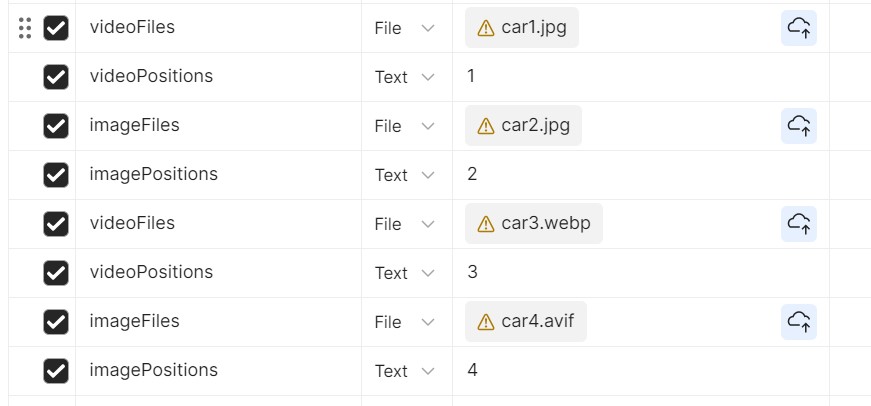 videoFiles File car1.jpg
videoPositions Text 1
imageFiles File car2.jpg
imagePositions Text 2
videoFiles File car3.webp
videoPositions Text 3
imageFiles File car4.avif
imagePositions Text 4